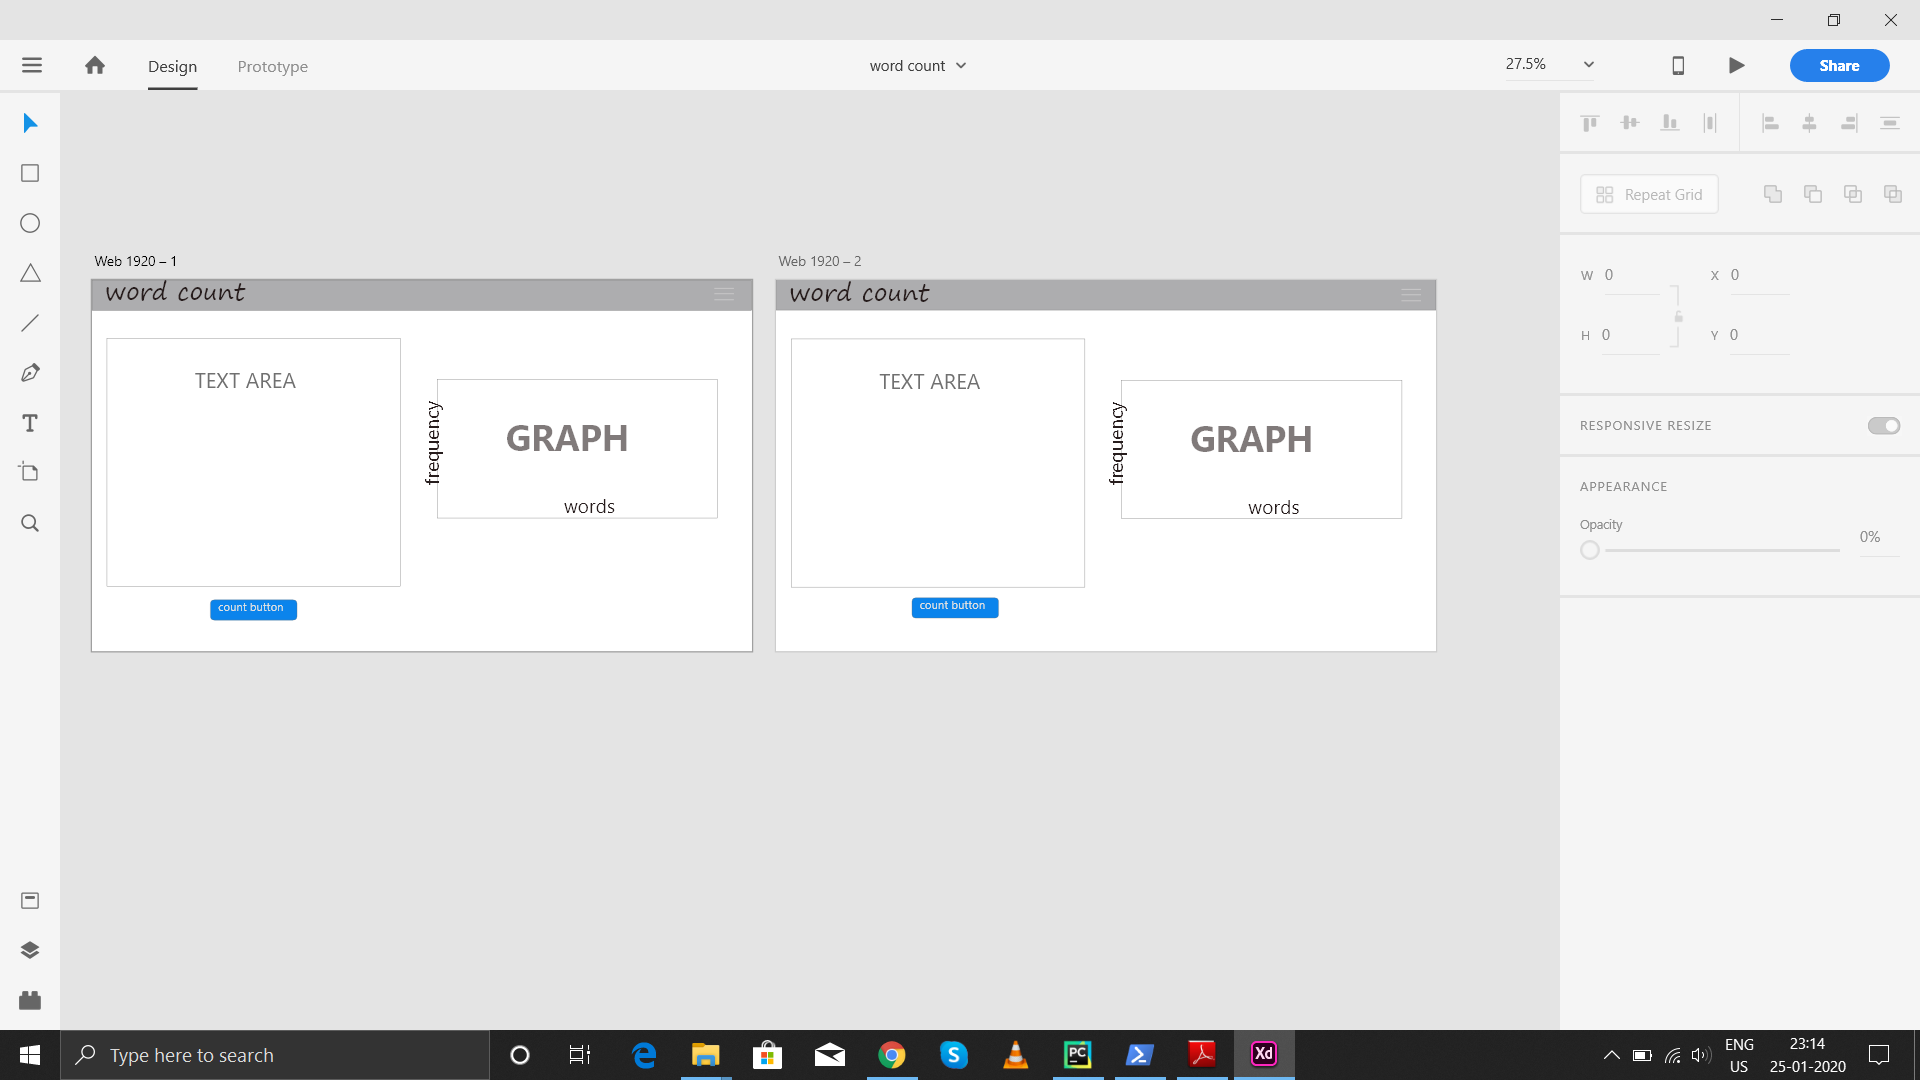 Design
Prototype
word count
27.5%
Share
Repeat Grid
W 0
X 0
H 0
Y 0
RESPONSIVE RESIZE
APPEARANCE
Opacity
0%
Web 1920 – 1
word count
TEXT AREA
frequency
GRAPH
words
count button
Web 1920 – 2
word count
TEXT AREA
frequency
GRAPH
words
count button
Type here to search
PC
Xd
ENG
US
23:14
25-01-2020